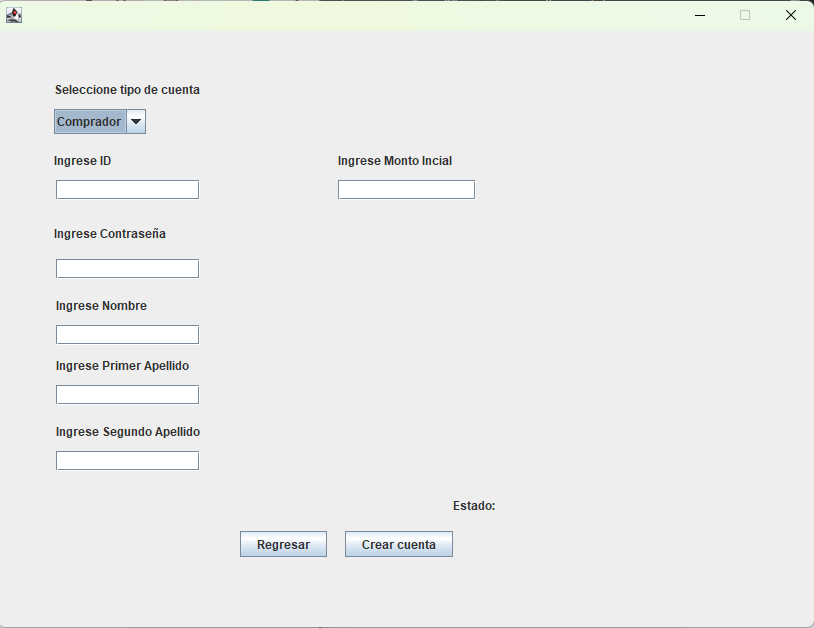 Seleccione tipo de cuenta
Comprador
Ingrese ID
Ingrese Monto Incial
Ingrese Contraseña
Ingrese Nombre
Ingrese Primer Apellido
Ingrese Segundo Apellido
Estado:
Regresar
Crear cuenta